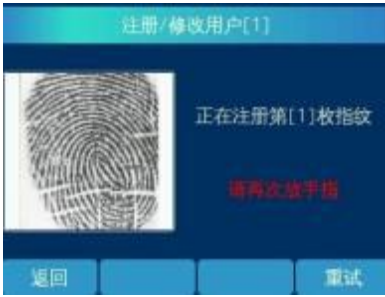 注册/修改用户[1]
正在注册第[1]枚指纹
请再次放手指
返回
重试